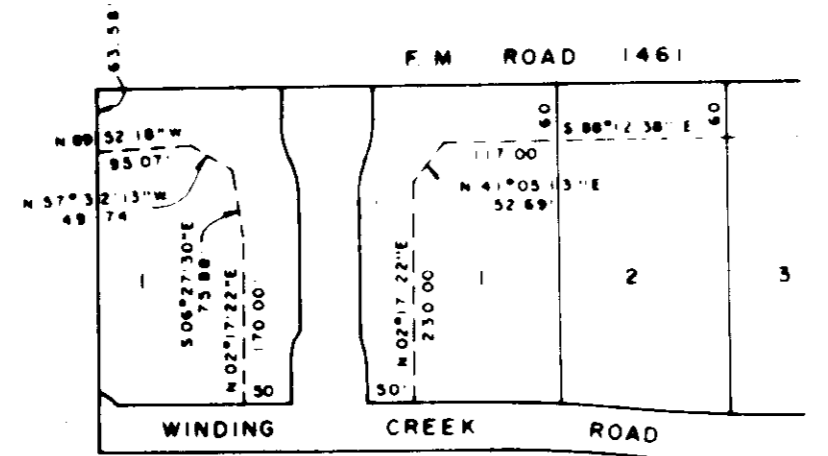 63.58'
F. M. ROAD 1461
N 89°52'18" W
95.07'
N 57°32'13" W
49.74
S 06°27'30" E
75.88'
N 02°17'22" E
170.00'
50'
1
60
60
S 88°12'38" E
117.00
N 41°05'13" E
52.69'
N 02°17'22" E
230.00
50'
1
2
3
WINDING CREEK ROAD